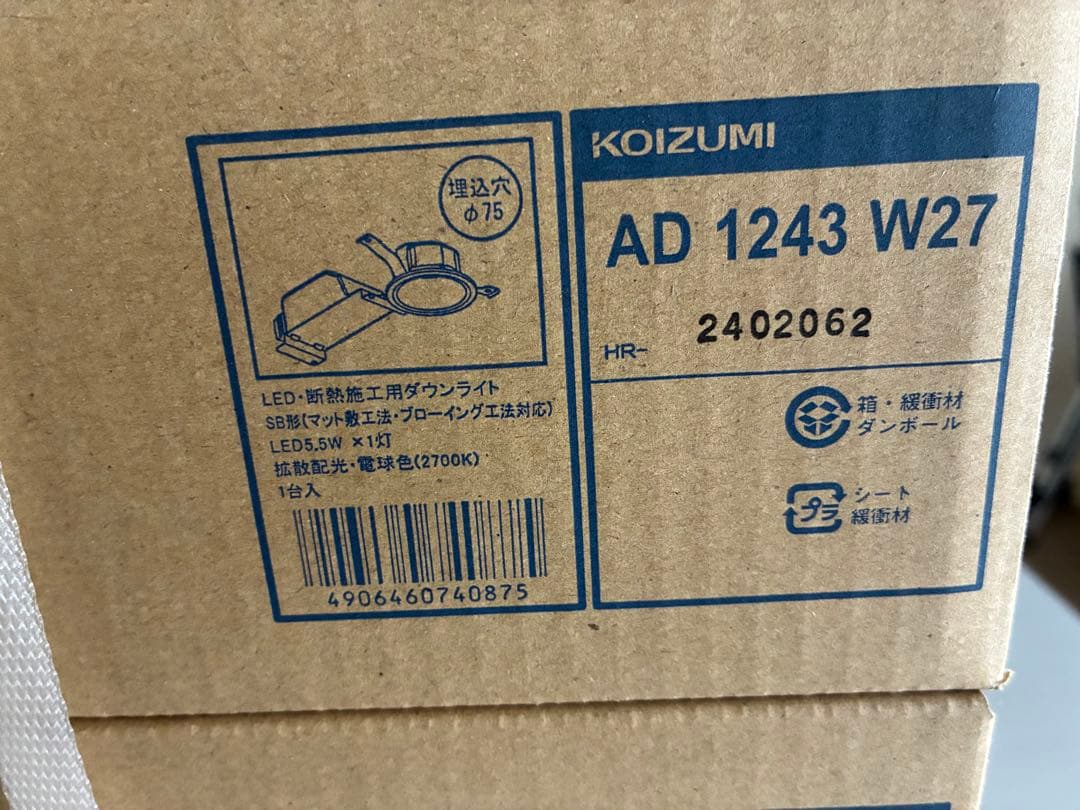 埋込穴
φ75
LED・断熱施工用ダウンライト
SB形(マット敷工法・ブローイング工法対応)
LED5.5W ×1灯
拡散配光・電球色(2700K)
1台入
4906460740875
KOIZUMI
AD 1243 W27
HR- 2402062
箱・緩衝材
ダンボール
プラ
シート
緩衝材